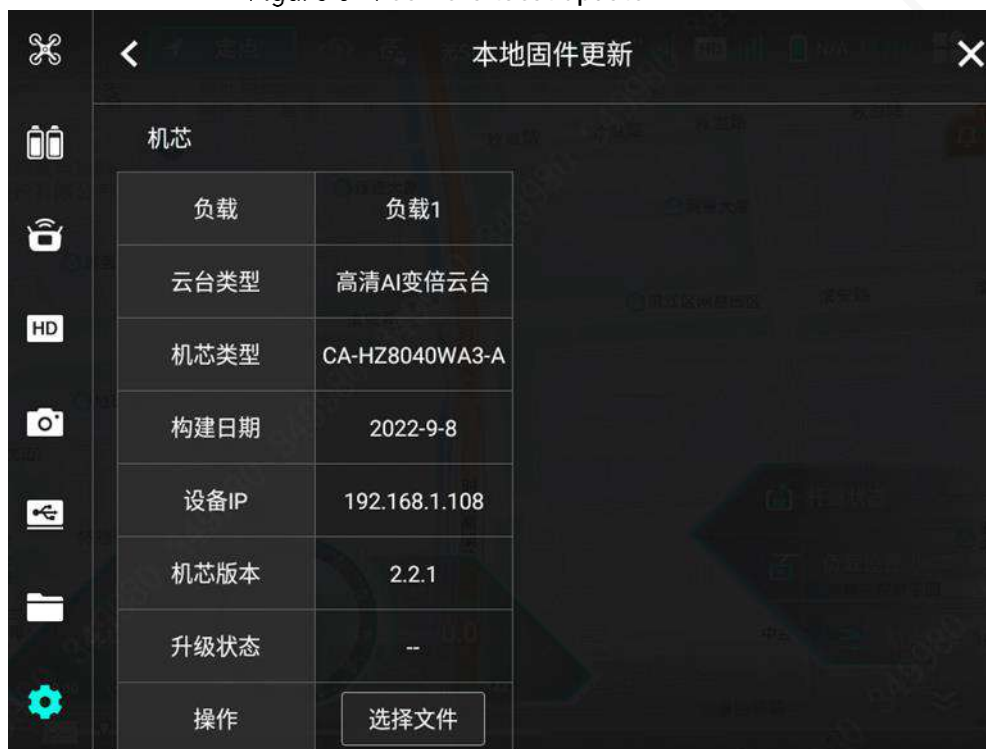 本地固件更新
HD
机芯
负载 负载1
云台类型 高清AI变倍云台
机芯类型 CA-HZ8040WA3-A
构建日期 2022-9-8
设备IP 192.168.1.108
机芯版本 2.2.1
升级状态 --
操作 选择文件